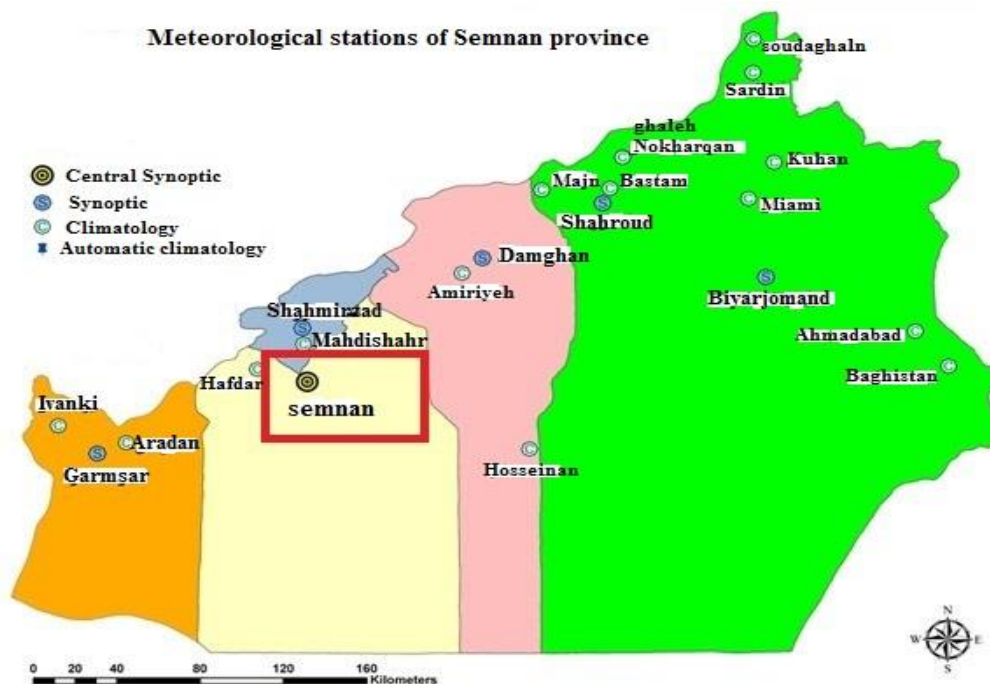 Meteorological stations of Semnan province
soudaghaln
Sardin
ghaleh
Nokharqan
Kuhan
Central Synoptic
Synoptic
Climatology
Automatic climatology
Majn
Bastam
Shahroud
Miami
Damghan
Amiriyeh
Biyarjomand
Shahmirzad
Mahdishahr
Ahmadabad
Hafdar
Baghistan
semnan
Ivanki
Aradan
Garmsar
Hosseinan
N
W
E
S
0 20 40 80 120 160
Kilometers
C
C
C
C
C
C
S
C
S
C
S
S
C
S
C
C
C
C
C
S
C
S
C